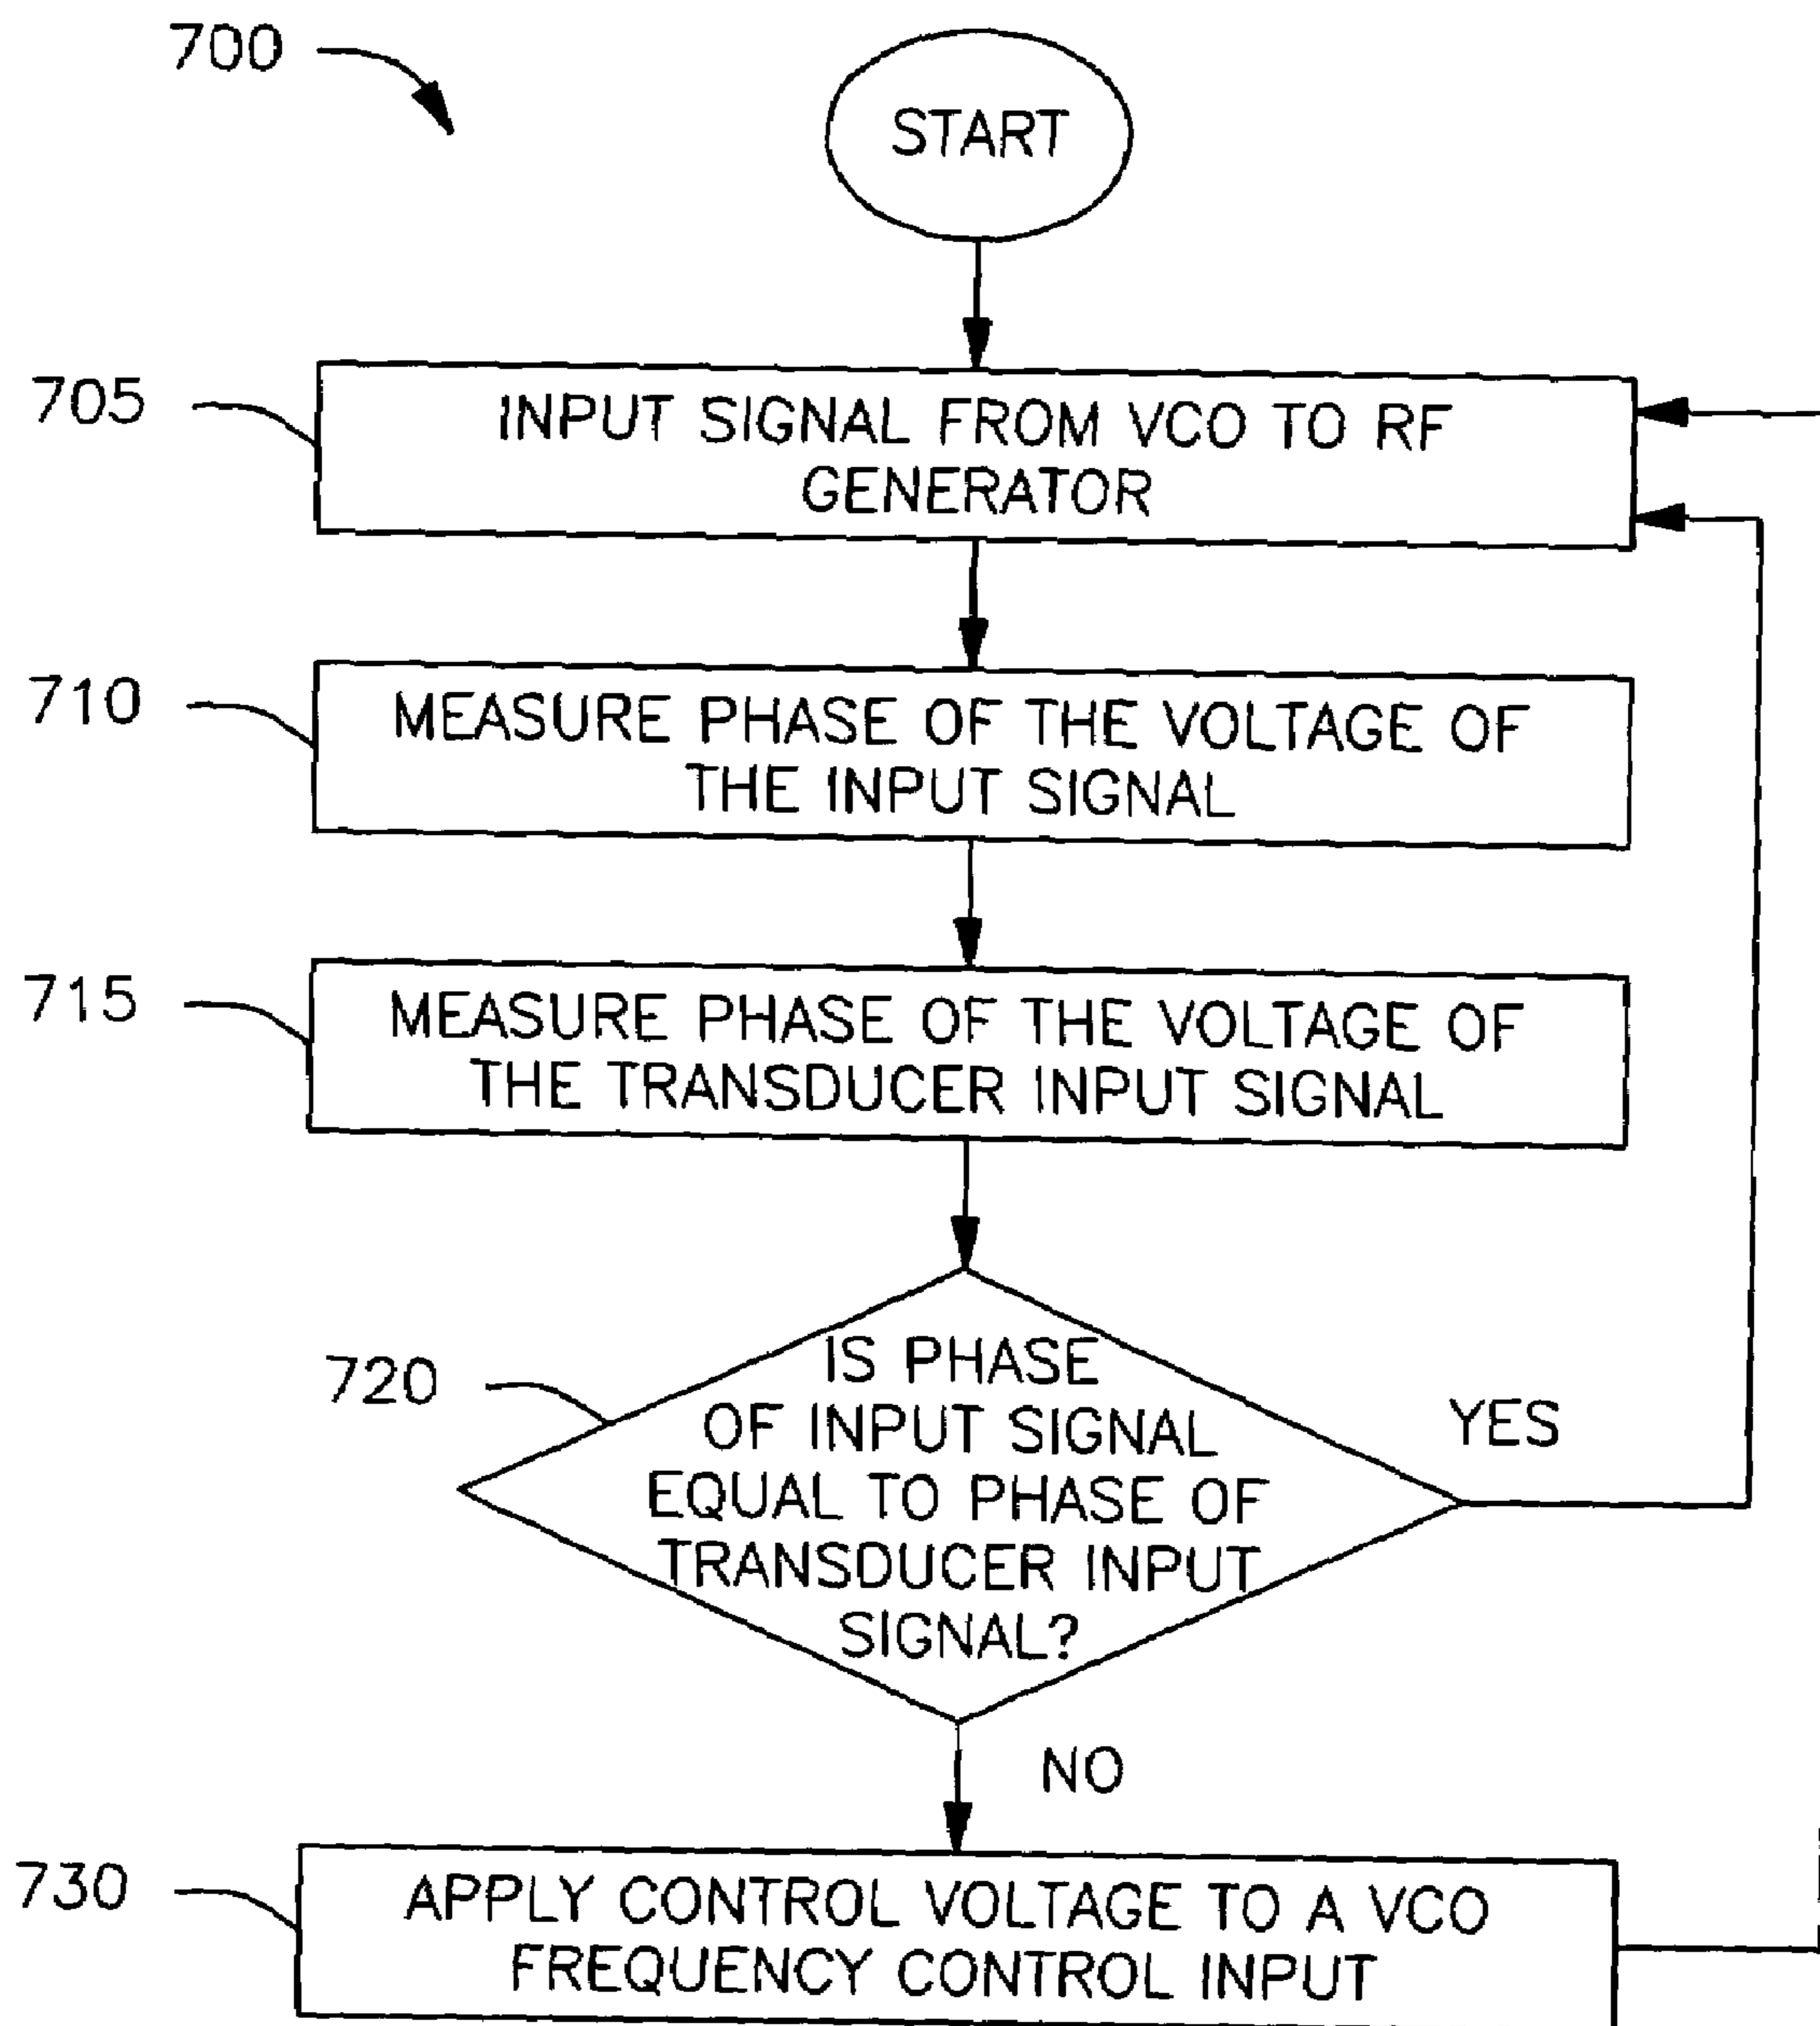 700
START
705
INPUT SIGNAL FROM VCO TO RF
GENERATOR
710
MEASURE PHASE OF THE VOLTAGE OF
THE INPUT SIGNAL
715
MEASURE PHASE OF THE VOLTAGE OF
THE TRANSDUCER INPUT SIGNAL
720
IS PHASE
OF INPUT SIGNAL
EQUAL TO PHASE OF
TRANSDUCER INPUT
SIGNAL?
YES
NO
730
APPLY CONTROL VOLTAGE TO A VCO
FREQUENCY CONTROL INPUT